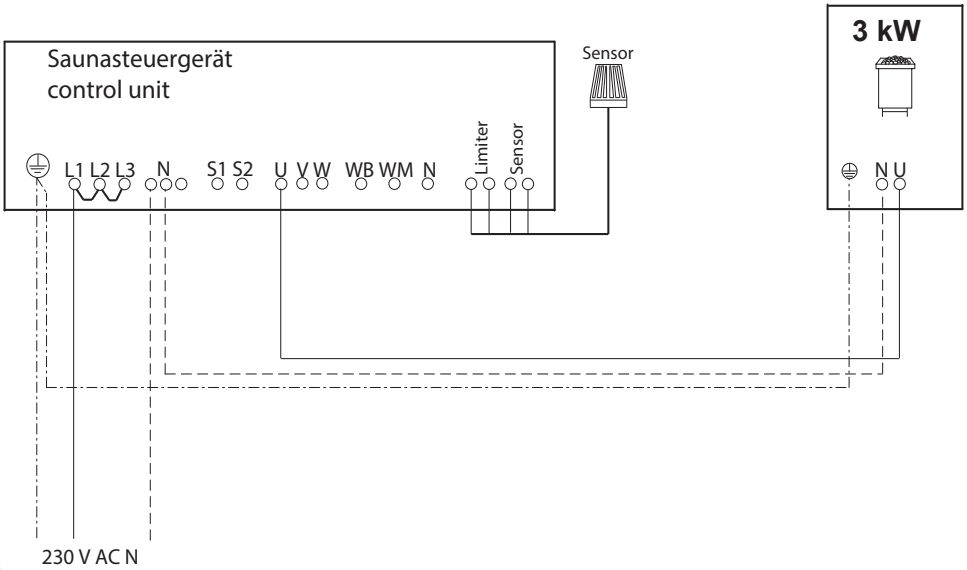 3 kW
Saunasteuergerät
control unit
Sensor
L1 L2 L3 N S1 S2 U V W WB WM N Limiter Sensor
N U
230 V AC N